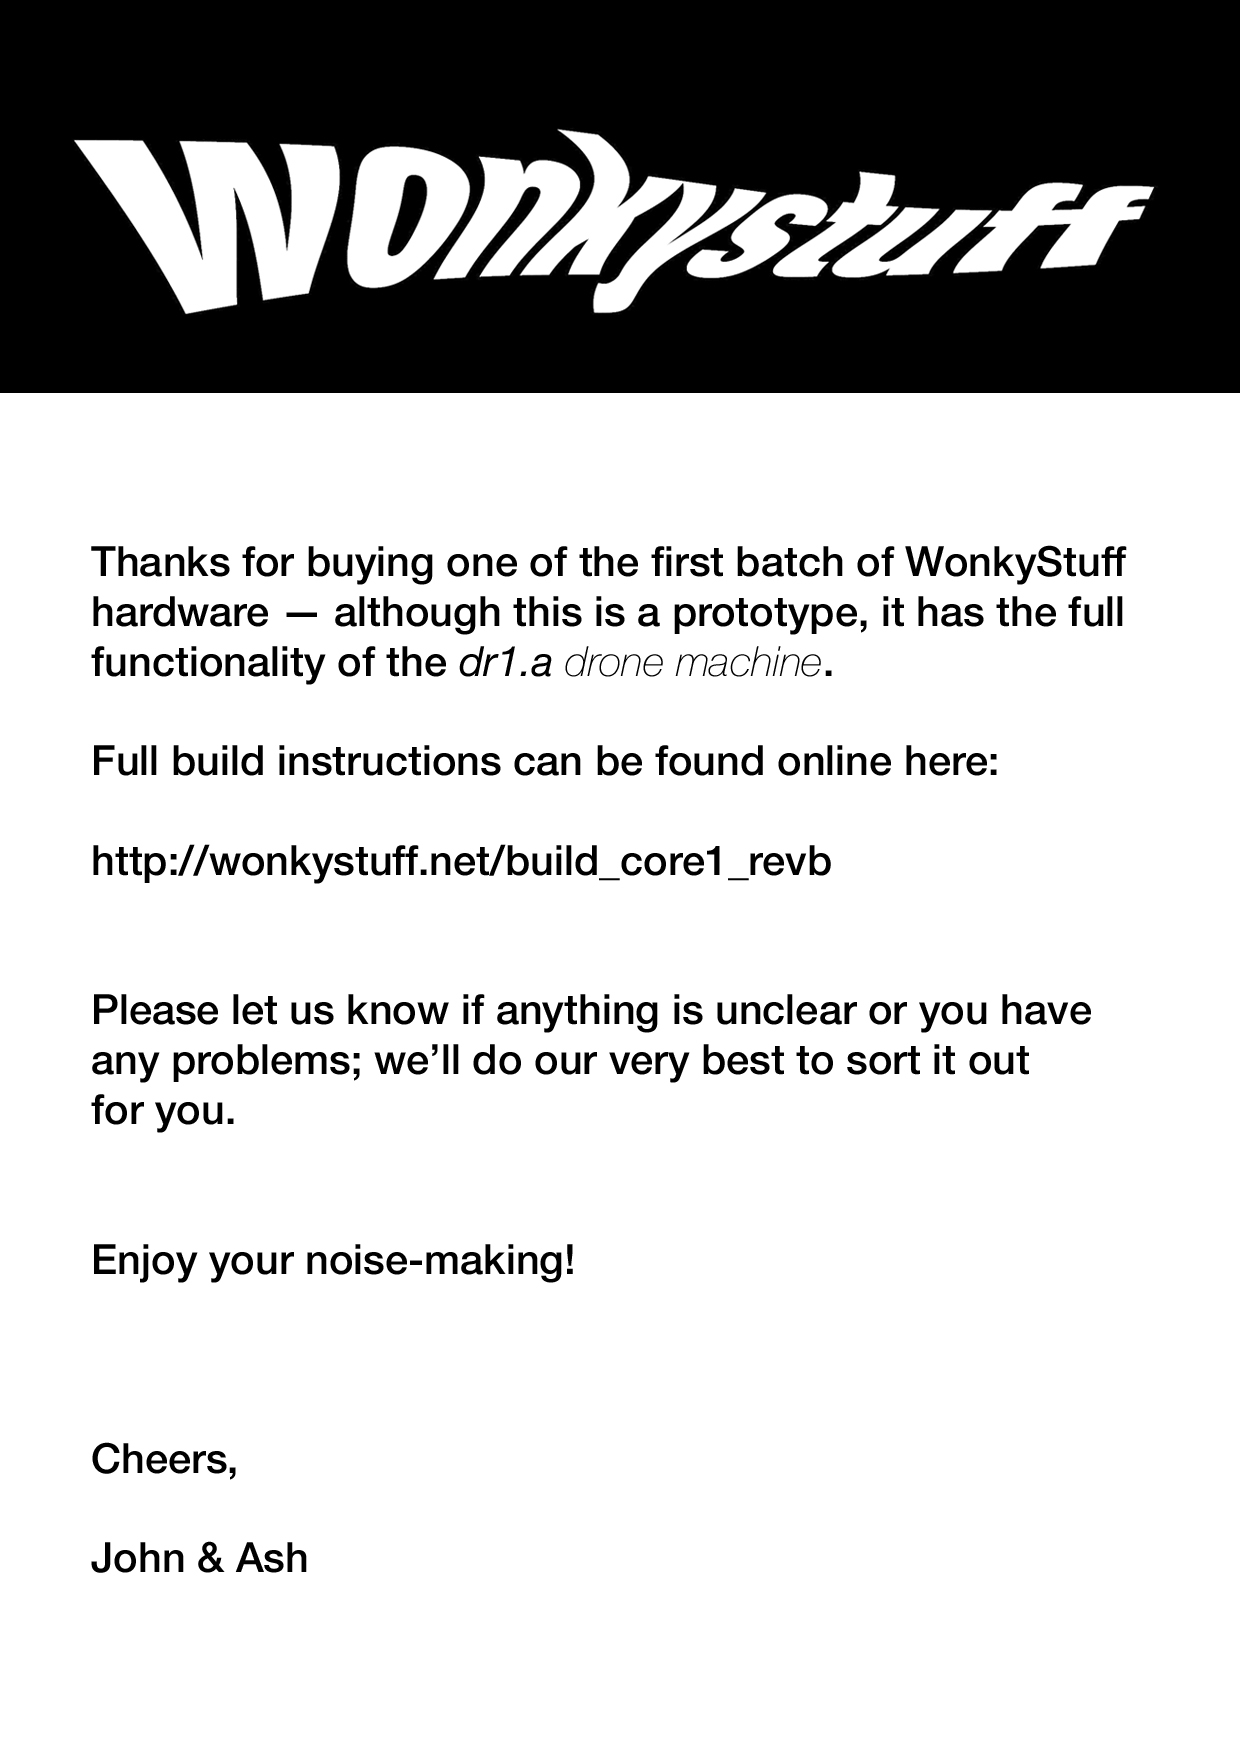 Wonkystuff
Thanks for buying one of the first batch of WonkyStuff
hardware — although this is a prototype, it has the full
functionality of the dr1.a drone machine.
Full build instructions can be found online here:
http://wonkystuff.net/build_core1_revb
Please let us know if anything is unclear or you have
any problems; we’ll do our very best to sort it out
for you.
Enjoy your noise-making!
Cheers,
John & Ash